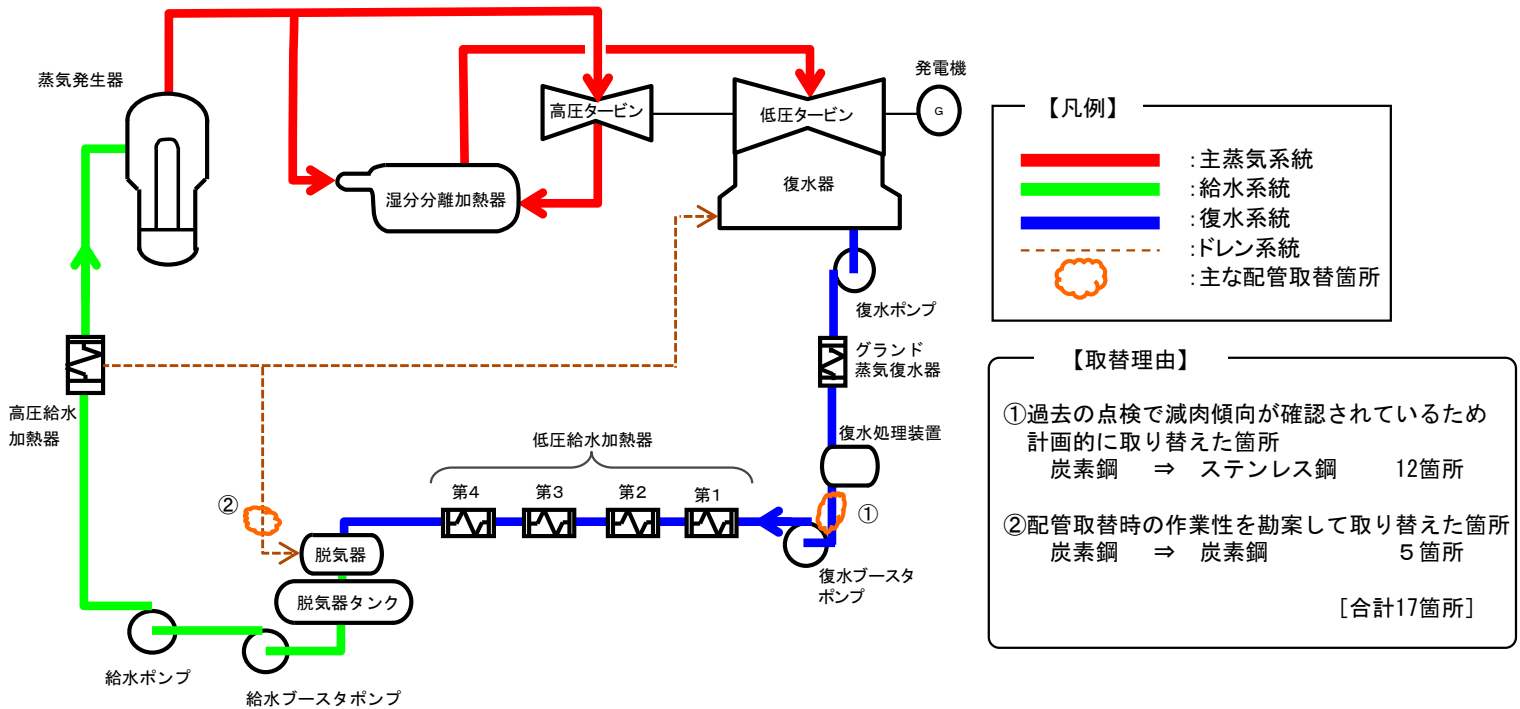 蒸気発生器
高圧タービン
低圧タービン
発電機
G
湿分分離加熱器
復水器
復水ポンプ
グランド
蒸気復水器
高圧給水
加熱器
復水処理装置
低圧給水加熱器
第4
第3
第2
第1
①
②
脱気器
脱気器タンク
復水ブースタ
ポンプ
給水ポンプ
給水ブースタポンプ
【凡例】
:主蒸気系統
:給水系統
:復水系統
:ドレン系統
:主な配管取替箇所
【取替理由】
①過去の点検で減肉傾向が確認されているため
計画的に取り替えた箇所
炭素鋼 ⇒ ステンレス鋼 12箇所
②配管取替時の作業性を勘案して取り替えた箇所
炭素鋼 ⇒ 炭素鋼 5箇所
[合計17箇所]